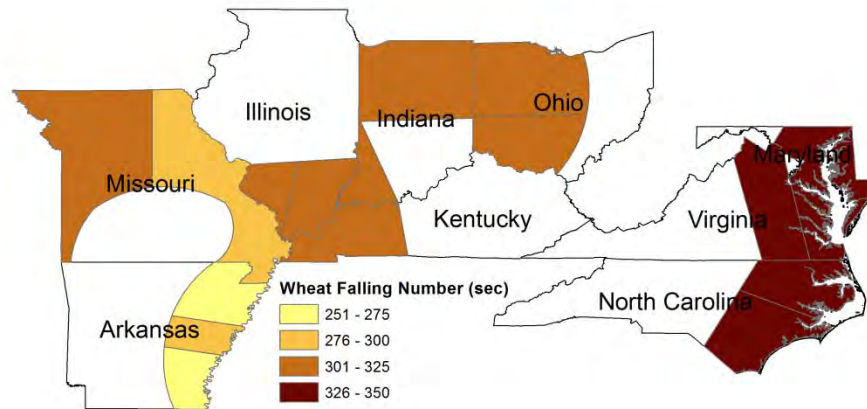 Illinois
Indiana
Ohio
Maryland
Missouri
Kentucky
Virginia
Wheat Falling Number (sec)
251 - 275
276 - 300
301 - 325
326 - 350
North Carolina
Arkansas